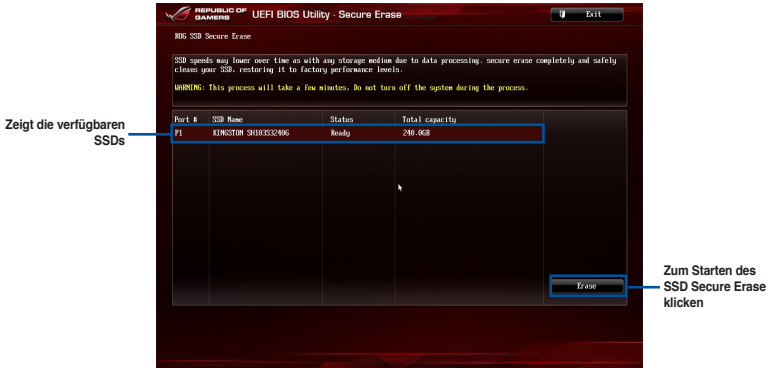 REPUBLIC OF
GAMERS
UEFI BIOS Utility - Secure Erase
Exit
ROG SSD Secure Erase
SSD speeds may lower over time as with any storage medium due to data processing. secure erase completely and safely
cleans your SSD, restoring it to factory performance levels.
WARNING: This process will take a few minutes. Do not turn off the system during the process.
Port # SSD Name Status Total capacity
P1 KINGSTON SH103S3240G Ready 240.0GB
Zeigt die verfügbaren
SSDs
Erase
Zum Starten des
SSD Secure Erase
klicken